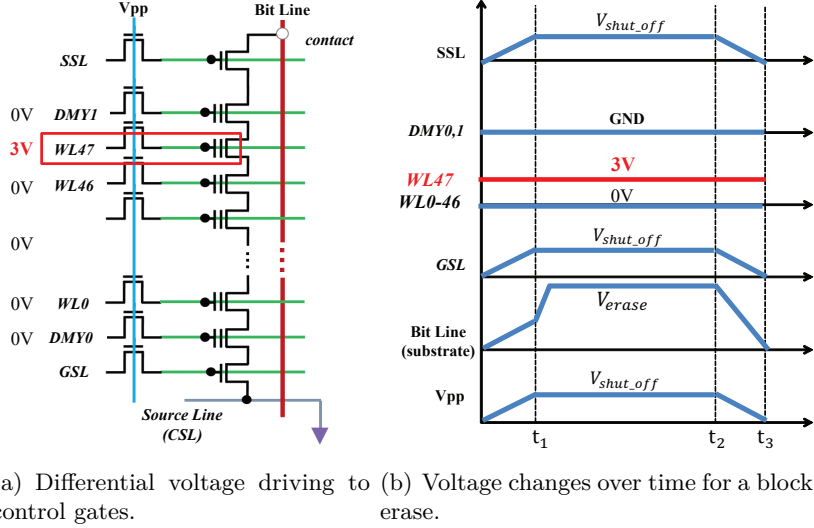 Vpp
Bit Line
contact
SSL
0V DMY1
3V WL47
0V WL46
0V
0V WL0
0V DMY0
GSL
Source Line
(CSL)
SSL
V_shut_off
DMY0,1
GND
WL47
3V
WL0-46
0V
GSL
V_shut_off
Bit Line
(substrate)
V_erase
Vpp
V_shut_off
t1 t2 t3
a) Differential voltage driving to
control gates.
(b) Voltage changes over time for a block
erase.